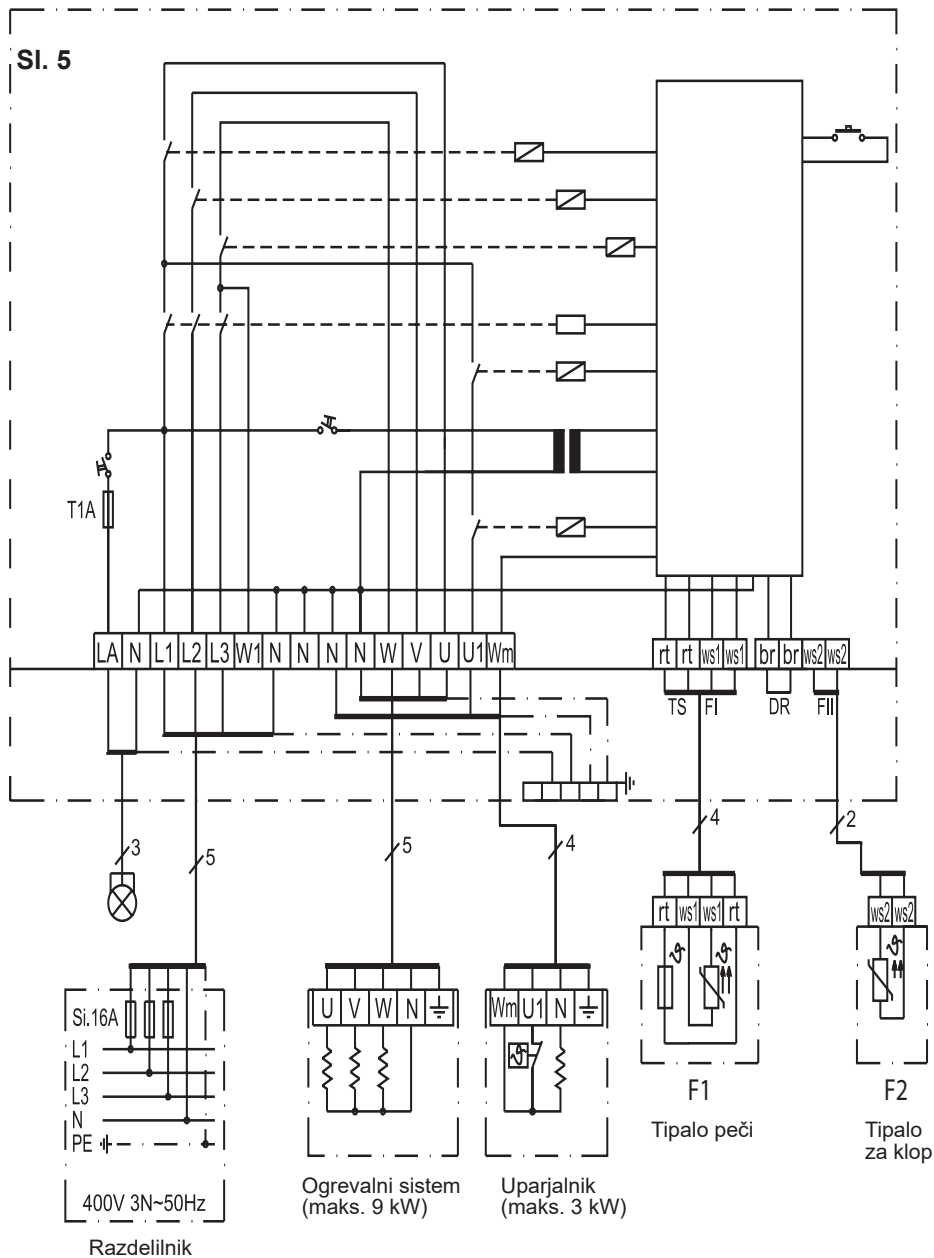 Sl. 5
T1A
LA N L1 L2 L3 W1 N N N N W V U U1 Wm
rt rt ws1 ws1 br br ws2 ws2
TS FI DR FII
3 5 5 4 4 2
rt ws1 ws1 rt
ws2 ws2
Si.16A
L1
L2
L3
N
PE
400V 3N~50Hz
Razdelilnik
U V W N
Ogrevalni sistem
(maks. 9 kW)
Wm U1 N
ϑ
Uparjalnik
(maks. 3 kW)
ϑ ϑ
F1
Tipalo peči
ϑ
F2
Tipalo
za klop